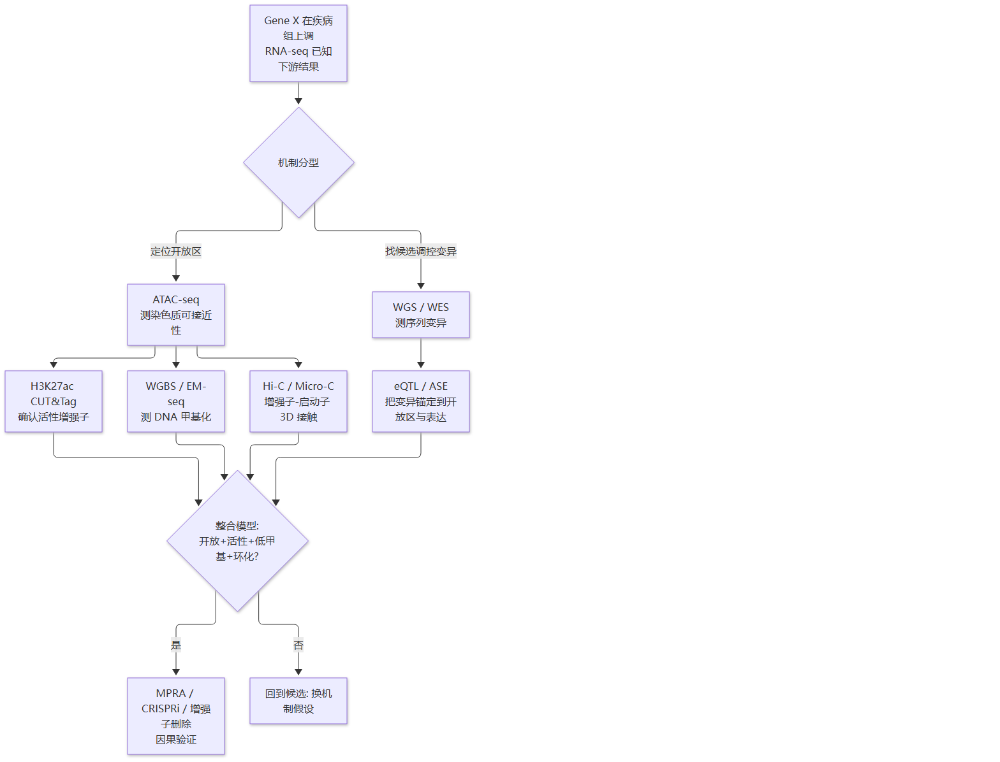 Gene X 在疾病
组上调
RNA-seq 已知
下游结果
机制分型
定位开放区
找候选调控变异
ATAC-seq
测染色质可接近
性
WGS / WES
测序列变异
H3K27ac
CUT&Tag
确认活性增强子
WGBS / EM-
seq
测 DNA 甲基化
Hi-C / Micro-C
增强子-启动子
3D 接触
eQTL / ASE
把变异锚定到开
放区与表达
整合模型:
开放+活性+低甲
基+环化?
是
否
MPRA /
CRISPRi / 增强
子删除
因果验证
回到候选: 换机
制假设